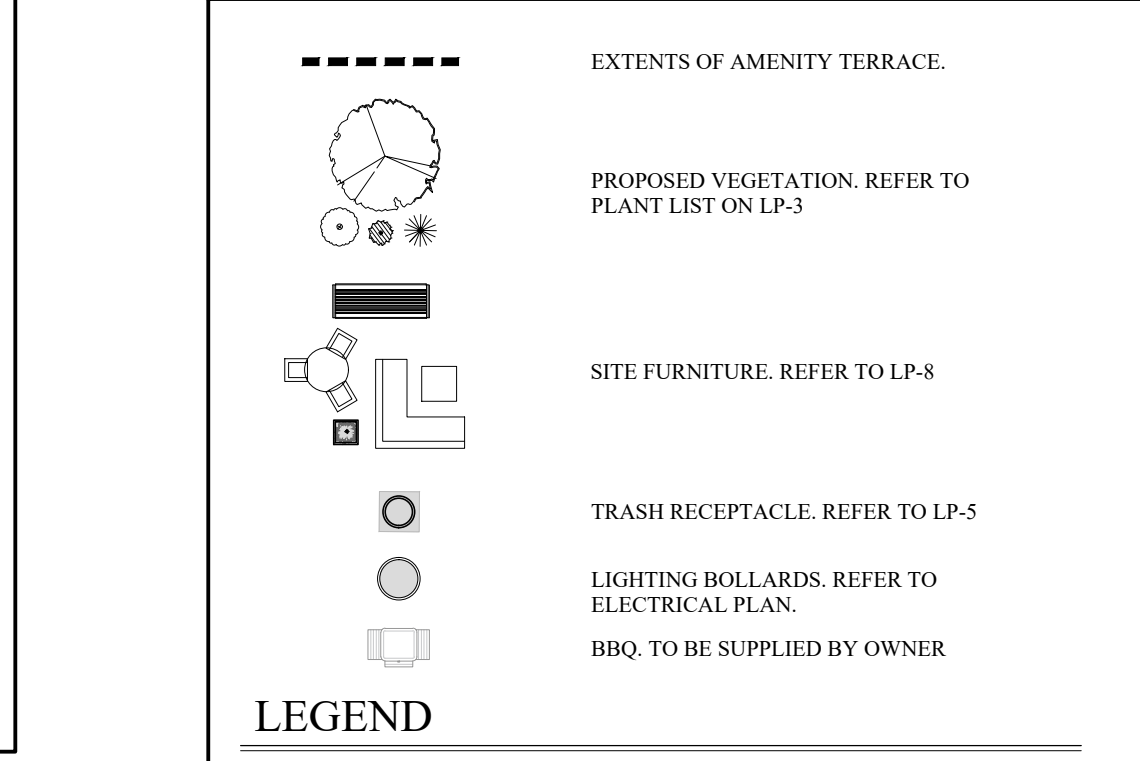 EXTENTS OF AMENITY TERRACE.
PROPOSED VEGETATION. REFER TO
PLANT LIST ON LP-3
SITE FURNITURE. REFER TO LP-8
TRASH RECEPTACLE. REFER TO LP-5
LIGHTING BOLLARDS. REFER TO
ELECTRICAL PLAN.
BBQ. TO BE SUPPLIED BY OWNER
LEGEND